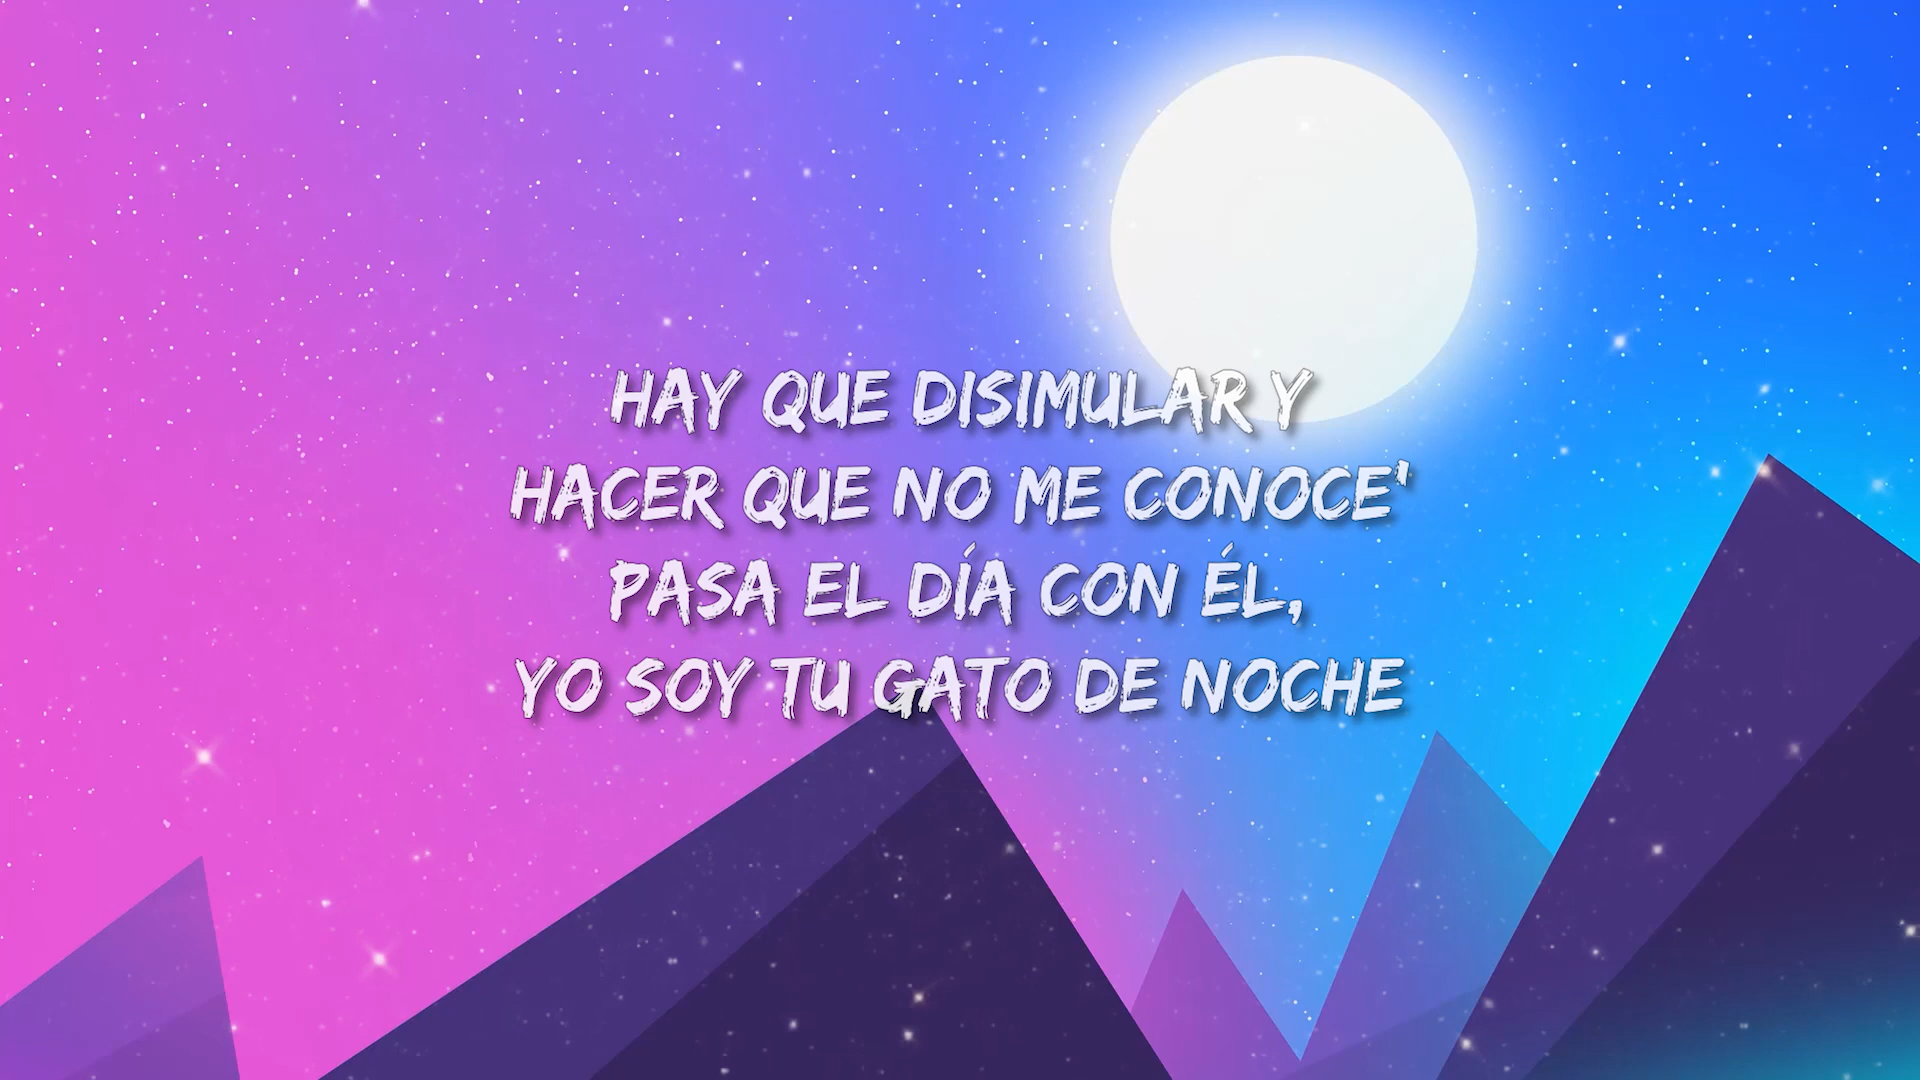 HAY QUE DISIMULAR Y
HACER QUE NO ME CONOCE'
PASA EL DÍA CON ÉL,
YO SOY TU GATO DE NOCHE